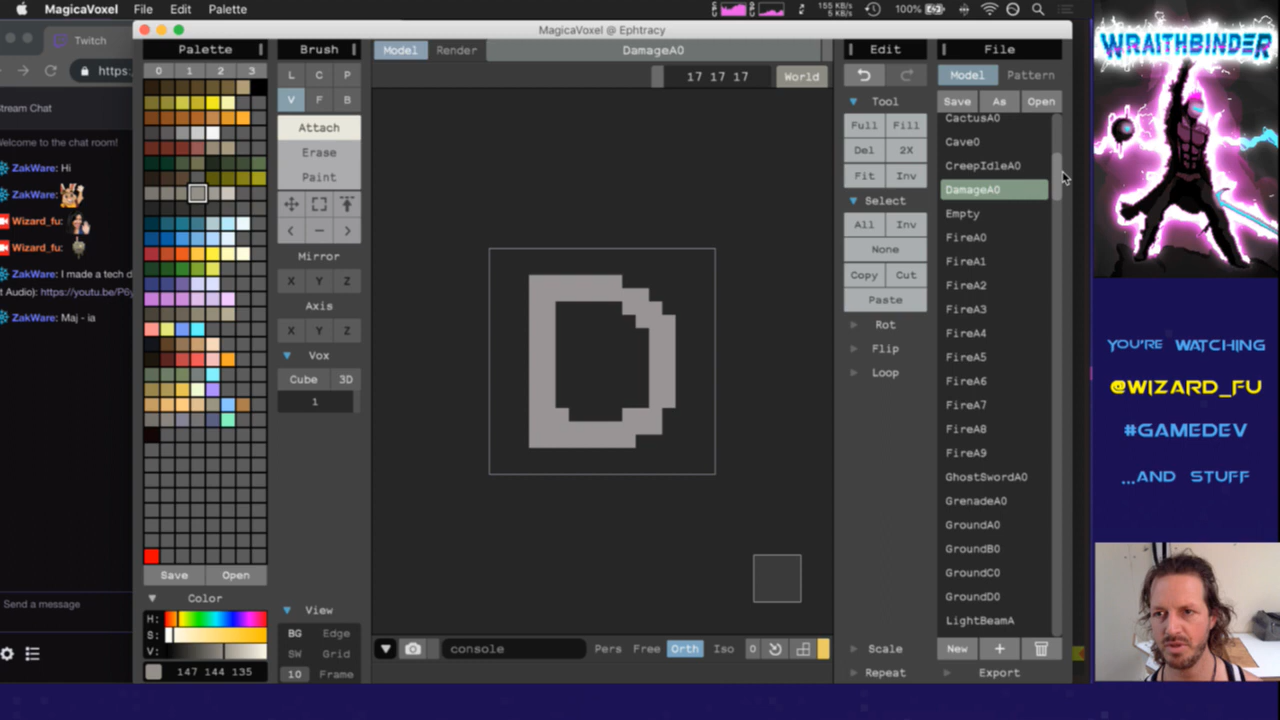 MagicaVoxel File Edit Palette
155 KB/s
5 KB/s
100%
MagicaVoxel @ Ephtracy
Twitch
https:
Stream Chat
Welcome to the chat room!
ZakWare: Hi
ZakWare:
Wizard_fu:
Wizard_fu:
ZakWare: I made a tech d
t Audio): https://youtu.be/P6y
ZakWare: Maj - ia
Send a message
Palette
0 1 2 3
Save Open
Color
H:
S:
V:
147 144 135
Brush
L C P
V F B
Attach
Erase
Paint
Mirror
X Y Z
Axis
X Y Z
Vox
Cube 3D
1
View
BG Edge
SW Grid
10 Frame
Model Render DamageA0
17 17 17 World
D
console Pers Free Orth Iso 0
Edit
Tool
Full Fill
Del 2X
Fit Inv
Select
All Inv
None
Copy Cut
Paste
Rot
Flip
Loop
Scale
Repeat
File
Model Pattern
Save As Open
CactusA0
Cave0
CreepIdleA0
DamageA0
Empty
FireA0
FireA1
FireA2
FireA3
FireA4
FireA5
FireA6
FireA7
FireA8
FireA9
GhostSwordA0
GrenadeA0
GroundA0
GroundB0
GroundC0
GroundD0
LightBeamA
New +
Export
WRAITHBINDER
YOU'RE WATCHING
@WIZARD_FU
#GAMEDEV
...AND STUFF